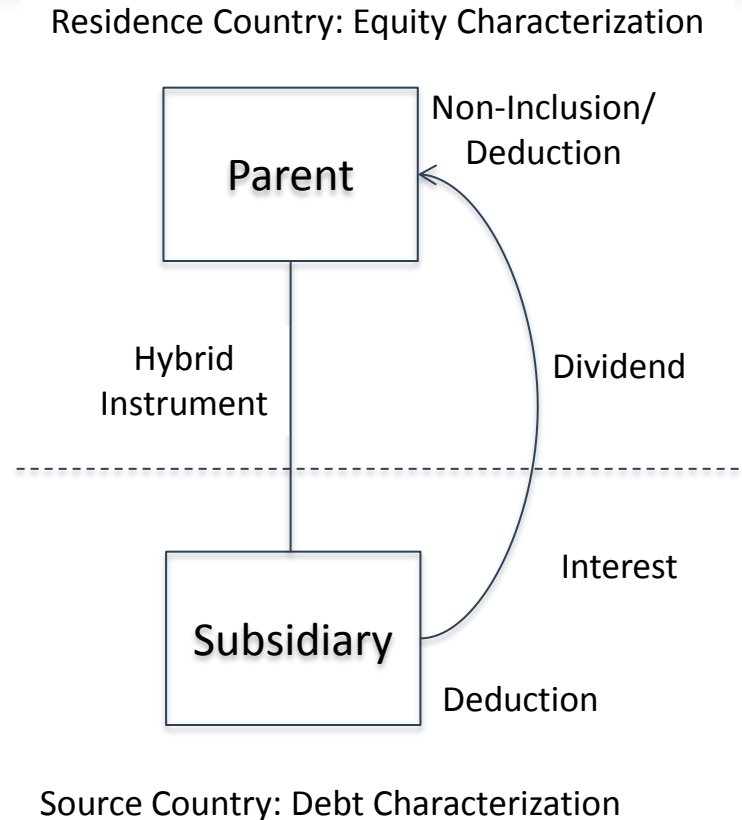 Residence Country: Equity Characterization
Non-Inclusion/
Deduction
Parent
Hybrid
Instrument
Dividend
Interest
Subsidiary
Deduction
Source Country: Debt Characterization